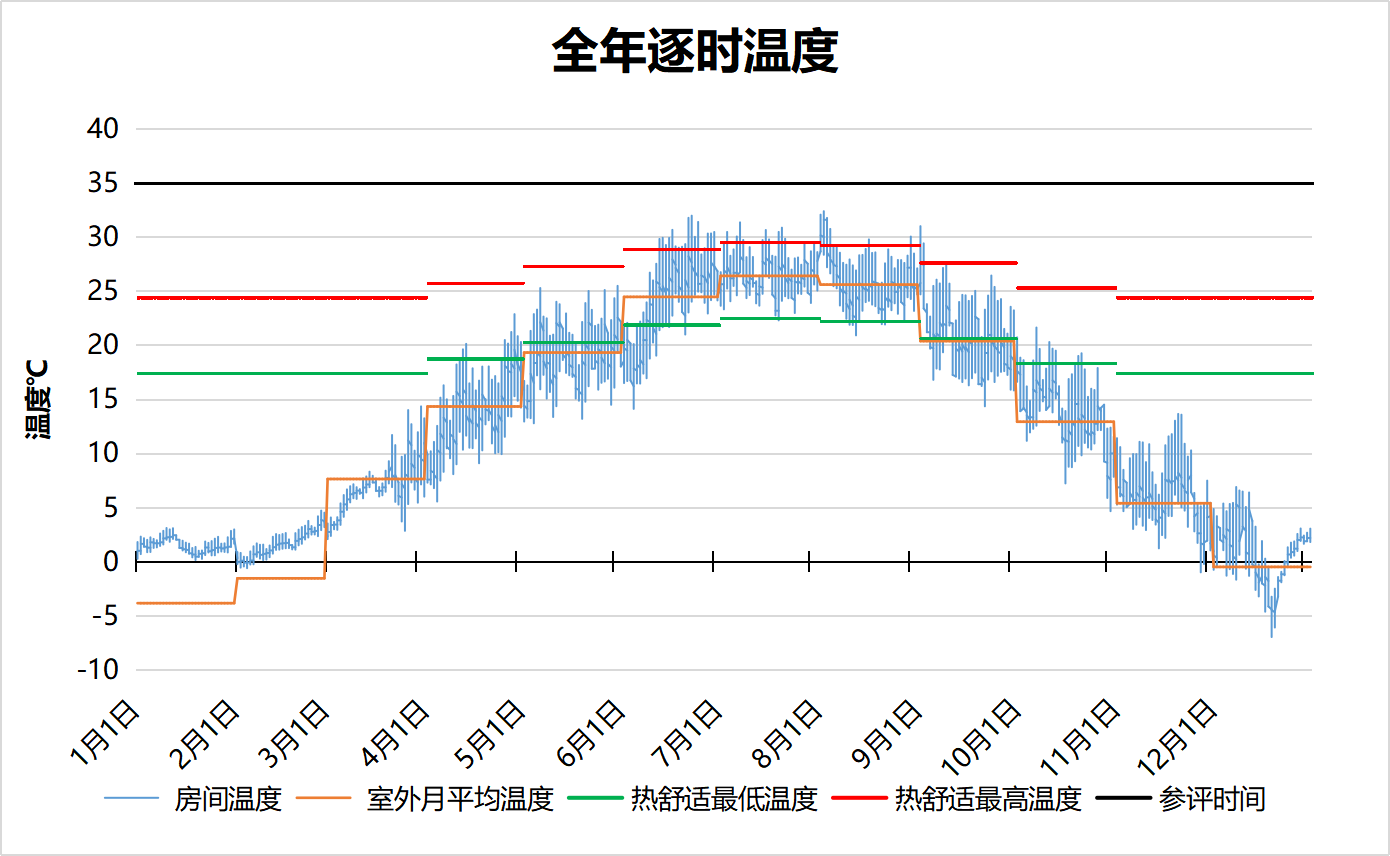 全年逐时温度
40
35
30
25
20
15
10
5
0
-5
-10
温度℃
1月1日
2月1日
3月1日
4月1日
5月1日
6月1日
7月1日
8月1日
9月1日
10月1日
11月1日
12月1日
房间温度 室外月平均温度 热舒适最低温度 热舒适最高温度 参评时间